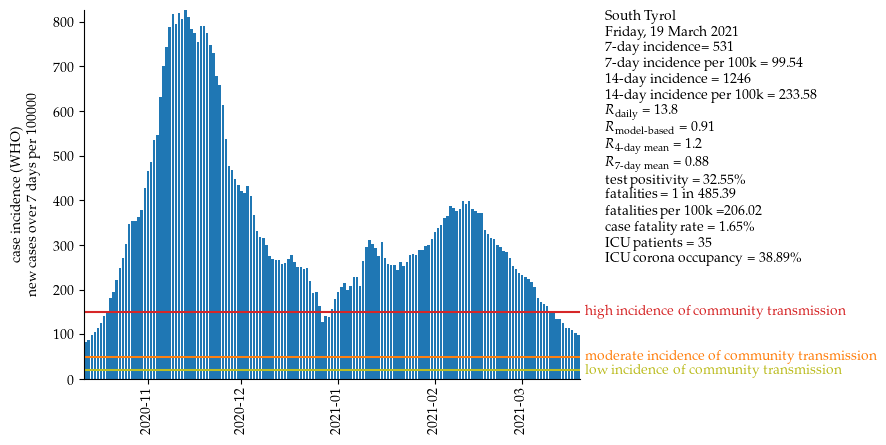 800
700
600
500
400
300
200
100
0
case incidence (WHO)
new cases over 7 days per 100000
2020-11
2020-12
2021-01
2021-02
2021-03
South Tyrol
Friday, 19 March 2021
7-day incidence= 531
7-day incidence per 100k = 99.54
14-day incidence = 1246
14-day incidence per 100k = 233.58
Rdaily = 13.8
Rmodel-based = 0.91
R4-day mean = 1.2
R7-day mean = 0.88
test positivity = 32.55%
fatalities = 1 in 485.39
fatalities per 100k =206.02
case fatality rate = 1.65%
ICU patients = 35
ICU corona occupancy = 38.89%
high incidence of community transmission
moderate incidence of community transmission
low incidence of community transmission